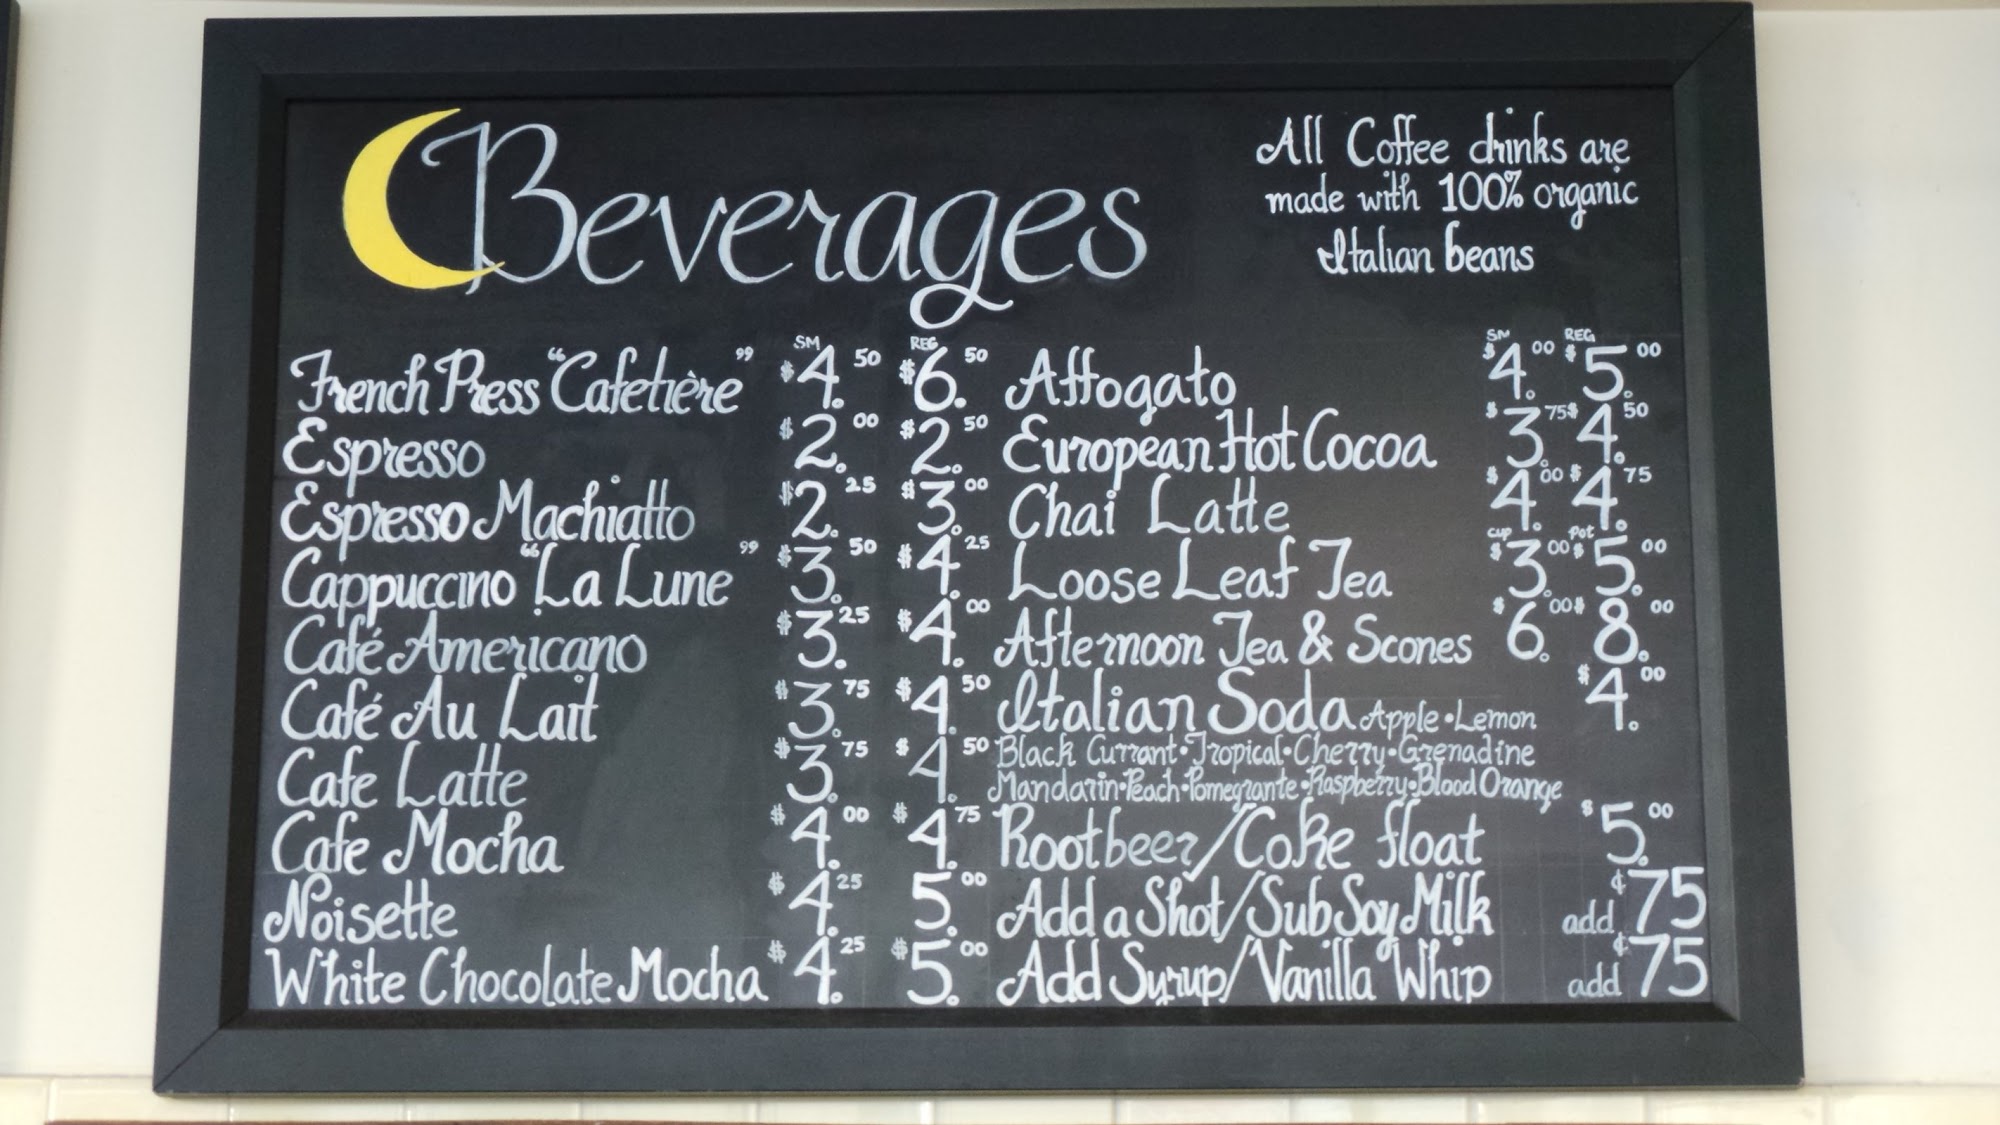 Beverages
All Coffee drinks are
made with 100% organic
Italian beans
SM REG
French Press "Cafetière" $4.50 $6.50
Espresso $2.00 $2.50
Espresso Machiatto $2.25 $3.00
Cappuccino "La Lune" $3.50 $4.25
Café Americano $3.25 $4.00
Café Au Lait $3.75 $4.50
Cafe Latte $3.75 $4.50
Cafe Mocha $4.00 $4.75
Noisette $4.25 5.00
White Chocolate Mocha $4.25 $5.00
SM REG
Affogato $4.00 $5.00
European Hot Cocoa $3.75 $4.50
Chai Latte $4.00 $4.75
cup pot
Loose Leaf Tea $3.00 $5.00
Afternoon Tea & Scones $6.00 $8.00
Italian Soda Apple • Lemon $4.00
Black Currant • Tropical • Cherry • Grenadine
Mandarin • Peach • Pomegrante • Raspberry • Blood Orange
Rootbeer/Coke float $5.00
Add a Shot/Sub Soy Milk add ¢75
Add Syrup/Vanilla Whip add ¢75